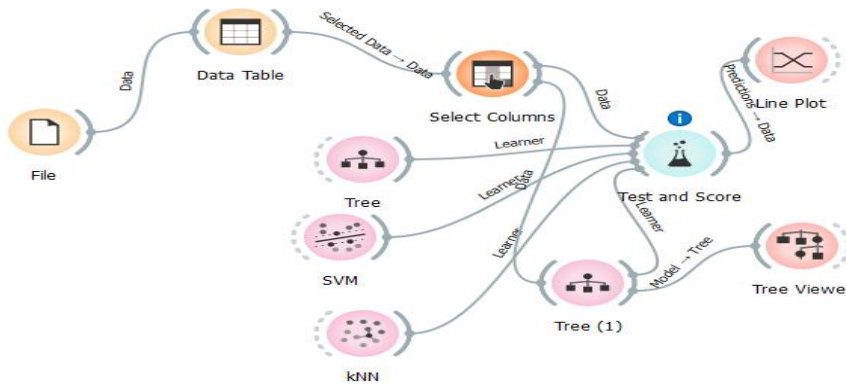 Data Table
Selected Data → Data
Data
Select Columns
Data
Predictions → Data
Line Plot
i
File
Learner
Tree
Learner
Data
Test and Score
Learner
SVM
Learner
Model → Tree
Tree (1)
Tree Viewe
kNN